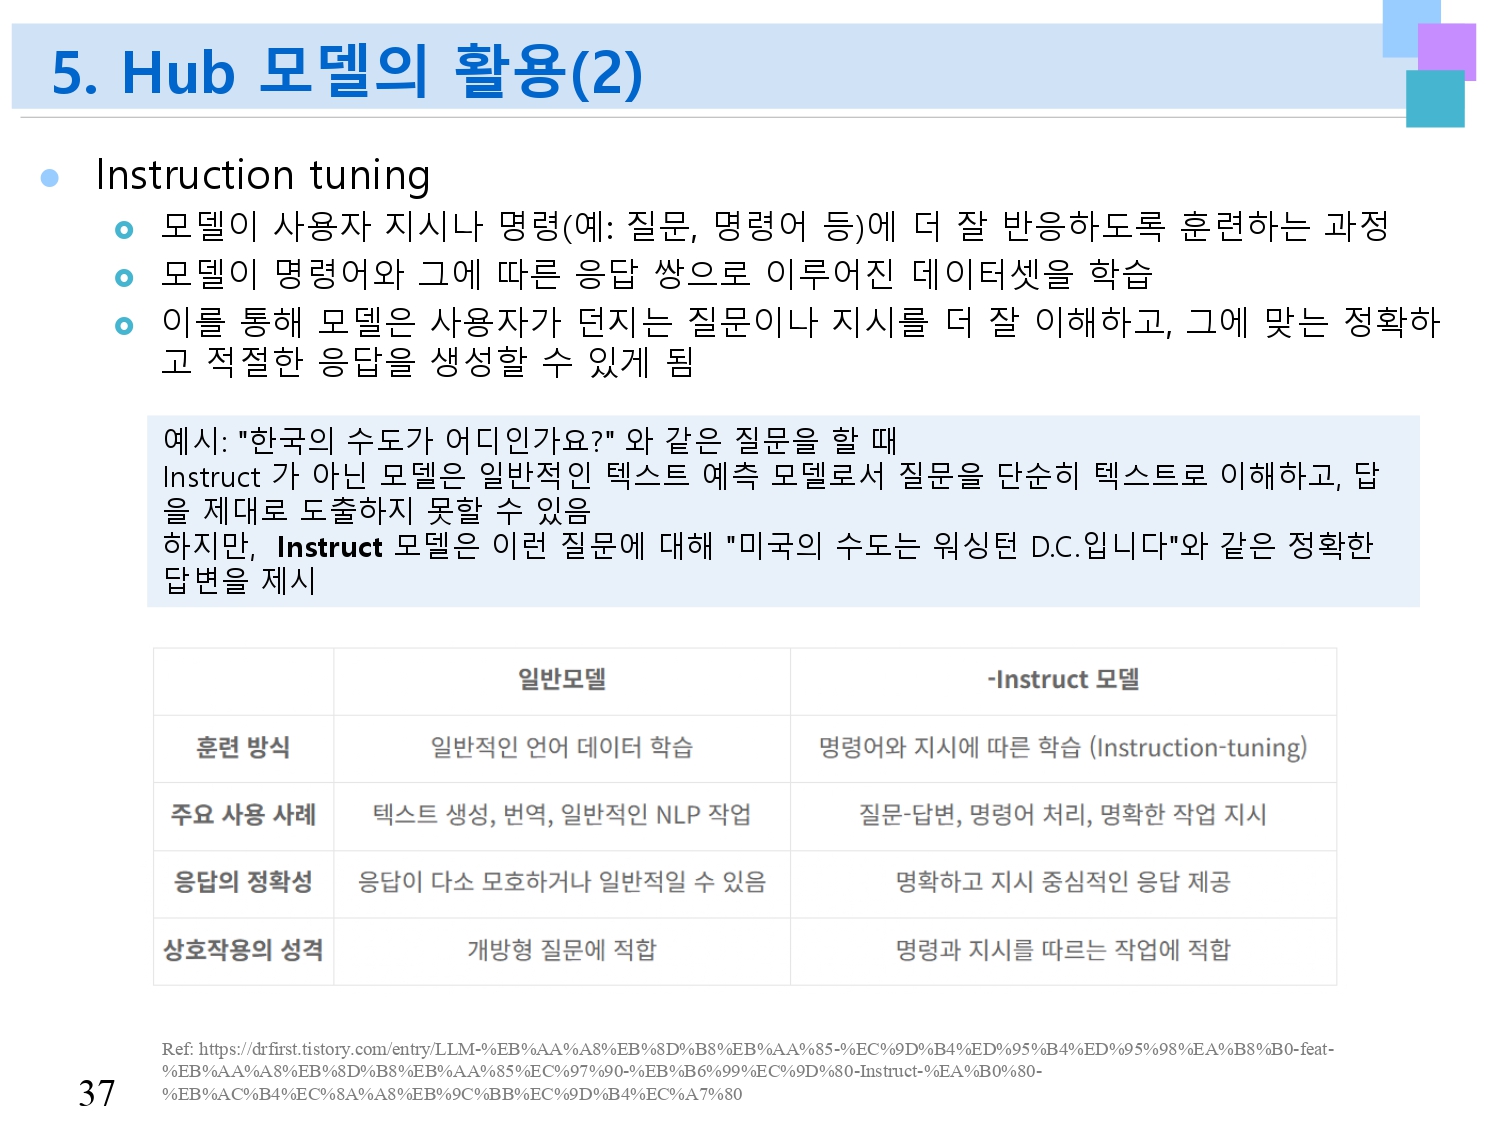 5. Hub 모델의 활용(2)
Instruction tuning
모델이 사용자 지시나 명령(예: 질문, 명령어 등)에 더 잘 반응하도록 훈련하는 과정
모델이 명령어와 그에 따른 응답 쌍으로 이루어진 데이터셋을 학습
이를 통해 모델은 사용자가 던지는 질문이나 지시를 더 잘 이해하고, 그에 맞는 정확하
고 적절한 응답을 생성할 수 있게 됨
예시: "한국의 수도가 어디인가요?" 와 같은 질문을 할 때
Instruct 가 아닌 모델은 일반적인 텍스트 예측 모델로서 질문을 단순히 텍스트로 이해하고, 답
을 제대로 도출하지 못할 수 있음
하지만, Instruct 모델은 이런 질문에 대해 "미국의 수도는 워싱턴 D.C.입니다"와 같은 정확한
답변을 제시
일반모델 -Instruct 모델
훈련 방식 일반적인 언어 데이터 학습 명령어와 지시에 따른 학습 (Instruction-tuning)
주요 사용 사례 텍스트 생성, 번역, 일반적인 NLP 작업 질문-답변, 명령어 처리, 명확한 작업 지시
응답의 정확성 응답이 다소 모호하거나 일반적일 수 있음 명확하고 지시 중심적인 응답 제공
상호작용의 성격 개방형 질문에 적합 명령과 지시를 따르는 작업에 적합
Ref: https://drfirst.tistory.com/entry/LLM-%EB%AA%A8%EB%8D%B8%EB%AA%85-%EC%9D%B4%ED%95%B4%ED%95%98%EA%B8%B0-feat-
%EB%AA%A8%EB%8D%B8%EB%AA%85%EC%97%90-%EB%B6%99%EC%9D%80-Instruct-%EA%B0%80-
%EB%AC%B4%EC%8A%A8%EB%9C%BB%EC%9D%B4%EC%A7%80
37